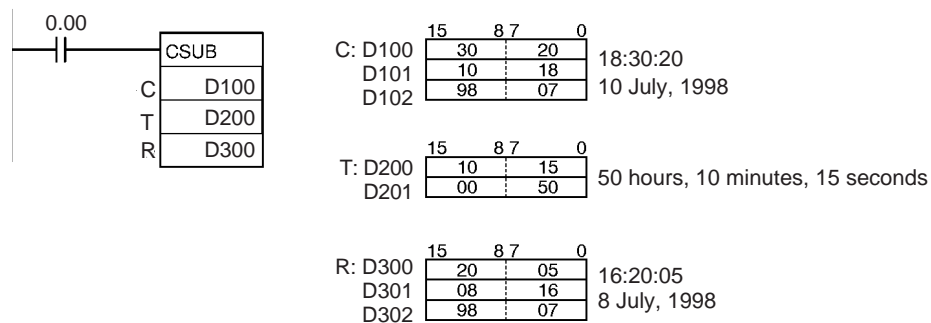 0.00
CSUB
C D100
T D200
R D300
15 8 7 0
C: D100 30 20 18:30:20
D101 10 18
D102 98 07 10 July, 1998
15 8 7 0
T: D200 10 15
D201 00 50 50 hours, 10 minutes, 15 seconds
15 8 7 0
R: D300 20 05 16:20:05
D301 08 16
D302 98 07 8 July, 1998